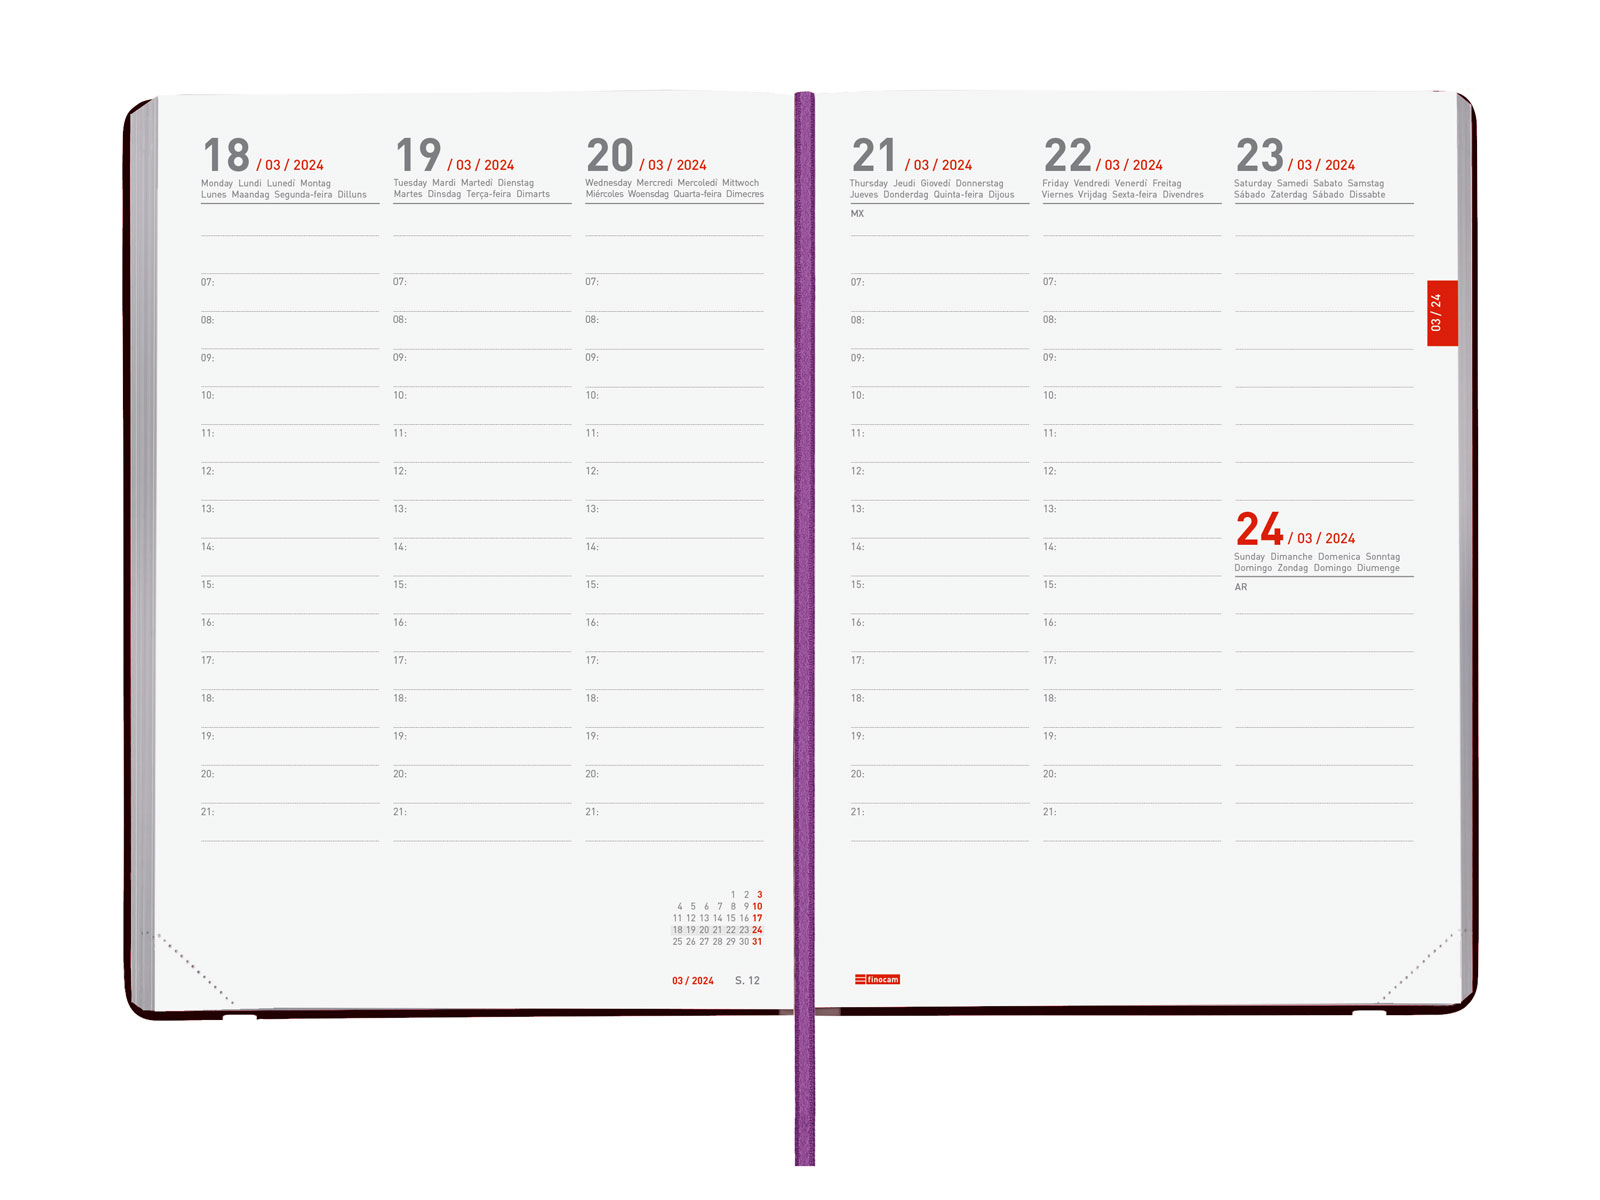 18 / 03 / 2024
Monday Lundi Lunedí Montag
Lunes Maandag Segunda-feira Dilluns
07:
08:
09:
10:
11:
12:
13:
14:
15:
16:
17:
18:
19:
20:
21:
19 / 03 / 2024
Tuesday Mardi Martedí Dienstag
Martes Dinsdag Terça-feira Dimarts
07:
08:
09:
10:
11:
12:
13:
14:
15:
16:
17:
18:
19:
20:
21:
20 / 03 / 2024
Wednesday Mercredi Mercoledí Mittwoch
Miércoles Woensdag Quarta-feira Dimecres
07:
08:
09:
10:
11:
12:
13:
14:
15:
16:
17:
18:
19:
20:
21:
1 2 3
4 5 6 7 8 9 10
11 12 13 14 15 16 17
18 19 20 21 22 23 24
25 26 27 28 29 30 31
03 / 2024 S. 12
21 / 03 / 2024
Thursday Jeudi Giovedí Donnerstag
Jueves Donderdag Quinta-feira Dijous
MX
07:
08:
09:
10:
11:
12:
13:
14:
15:
16:
17:
18:
19:
20:
21:
22 / 03 / 2024
Friday Vendredi Venerdí Freitag
Viernes Vrijdag Sexta-feira Divendres
07:
08:
09:
10:
11:
12:
13:
14:
15:
16:
17:
18:
19:
20:
21:
23 / 03 / 2024
Saturday Samedi Sabato Samstag
Sábado Zaterdag Sábado Dissabte
24 / 03 / 2024
Sunday Dimanche Domenica Sonntag
Domingo Zondag Domingo Diumenge
AR
03 / 24
finocam